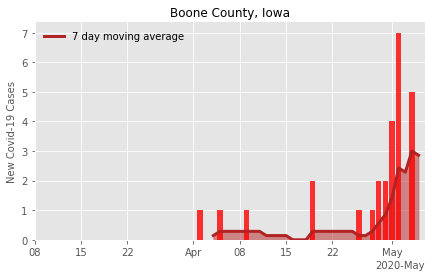 Boone County, Iowa
7 day moving average
New Covid-19 Cases
7
6
5
4
3
2
1
0
08
15
22
Apr
08
15
22
May
2020-May